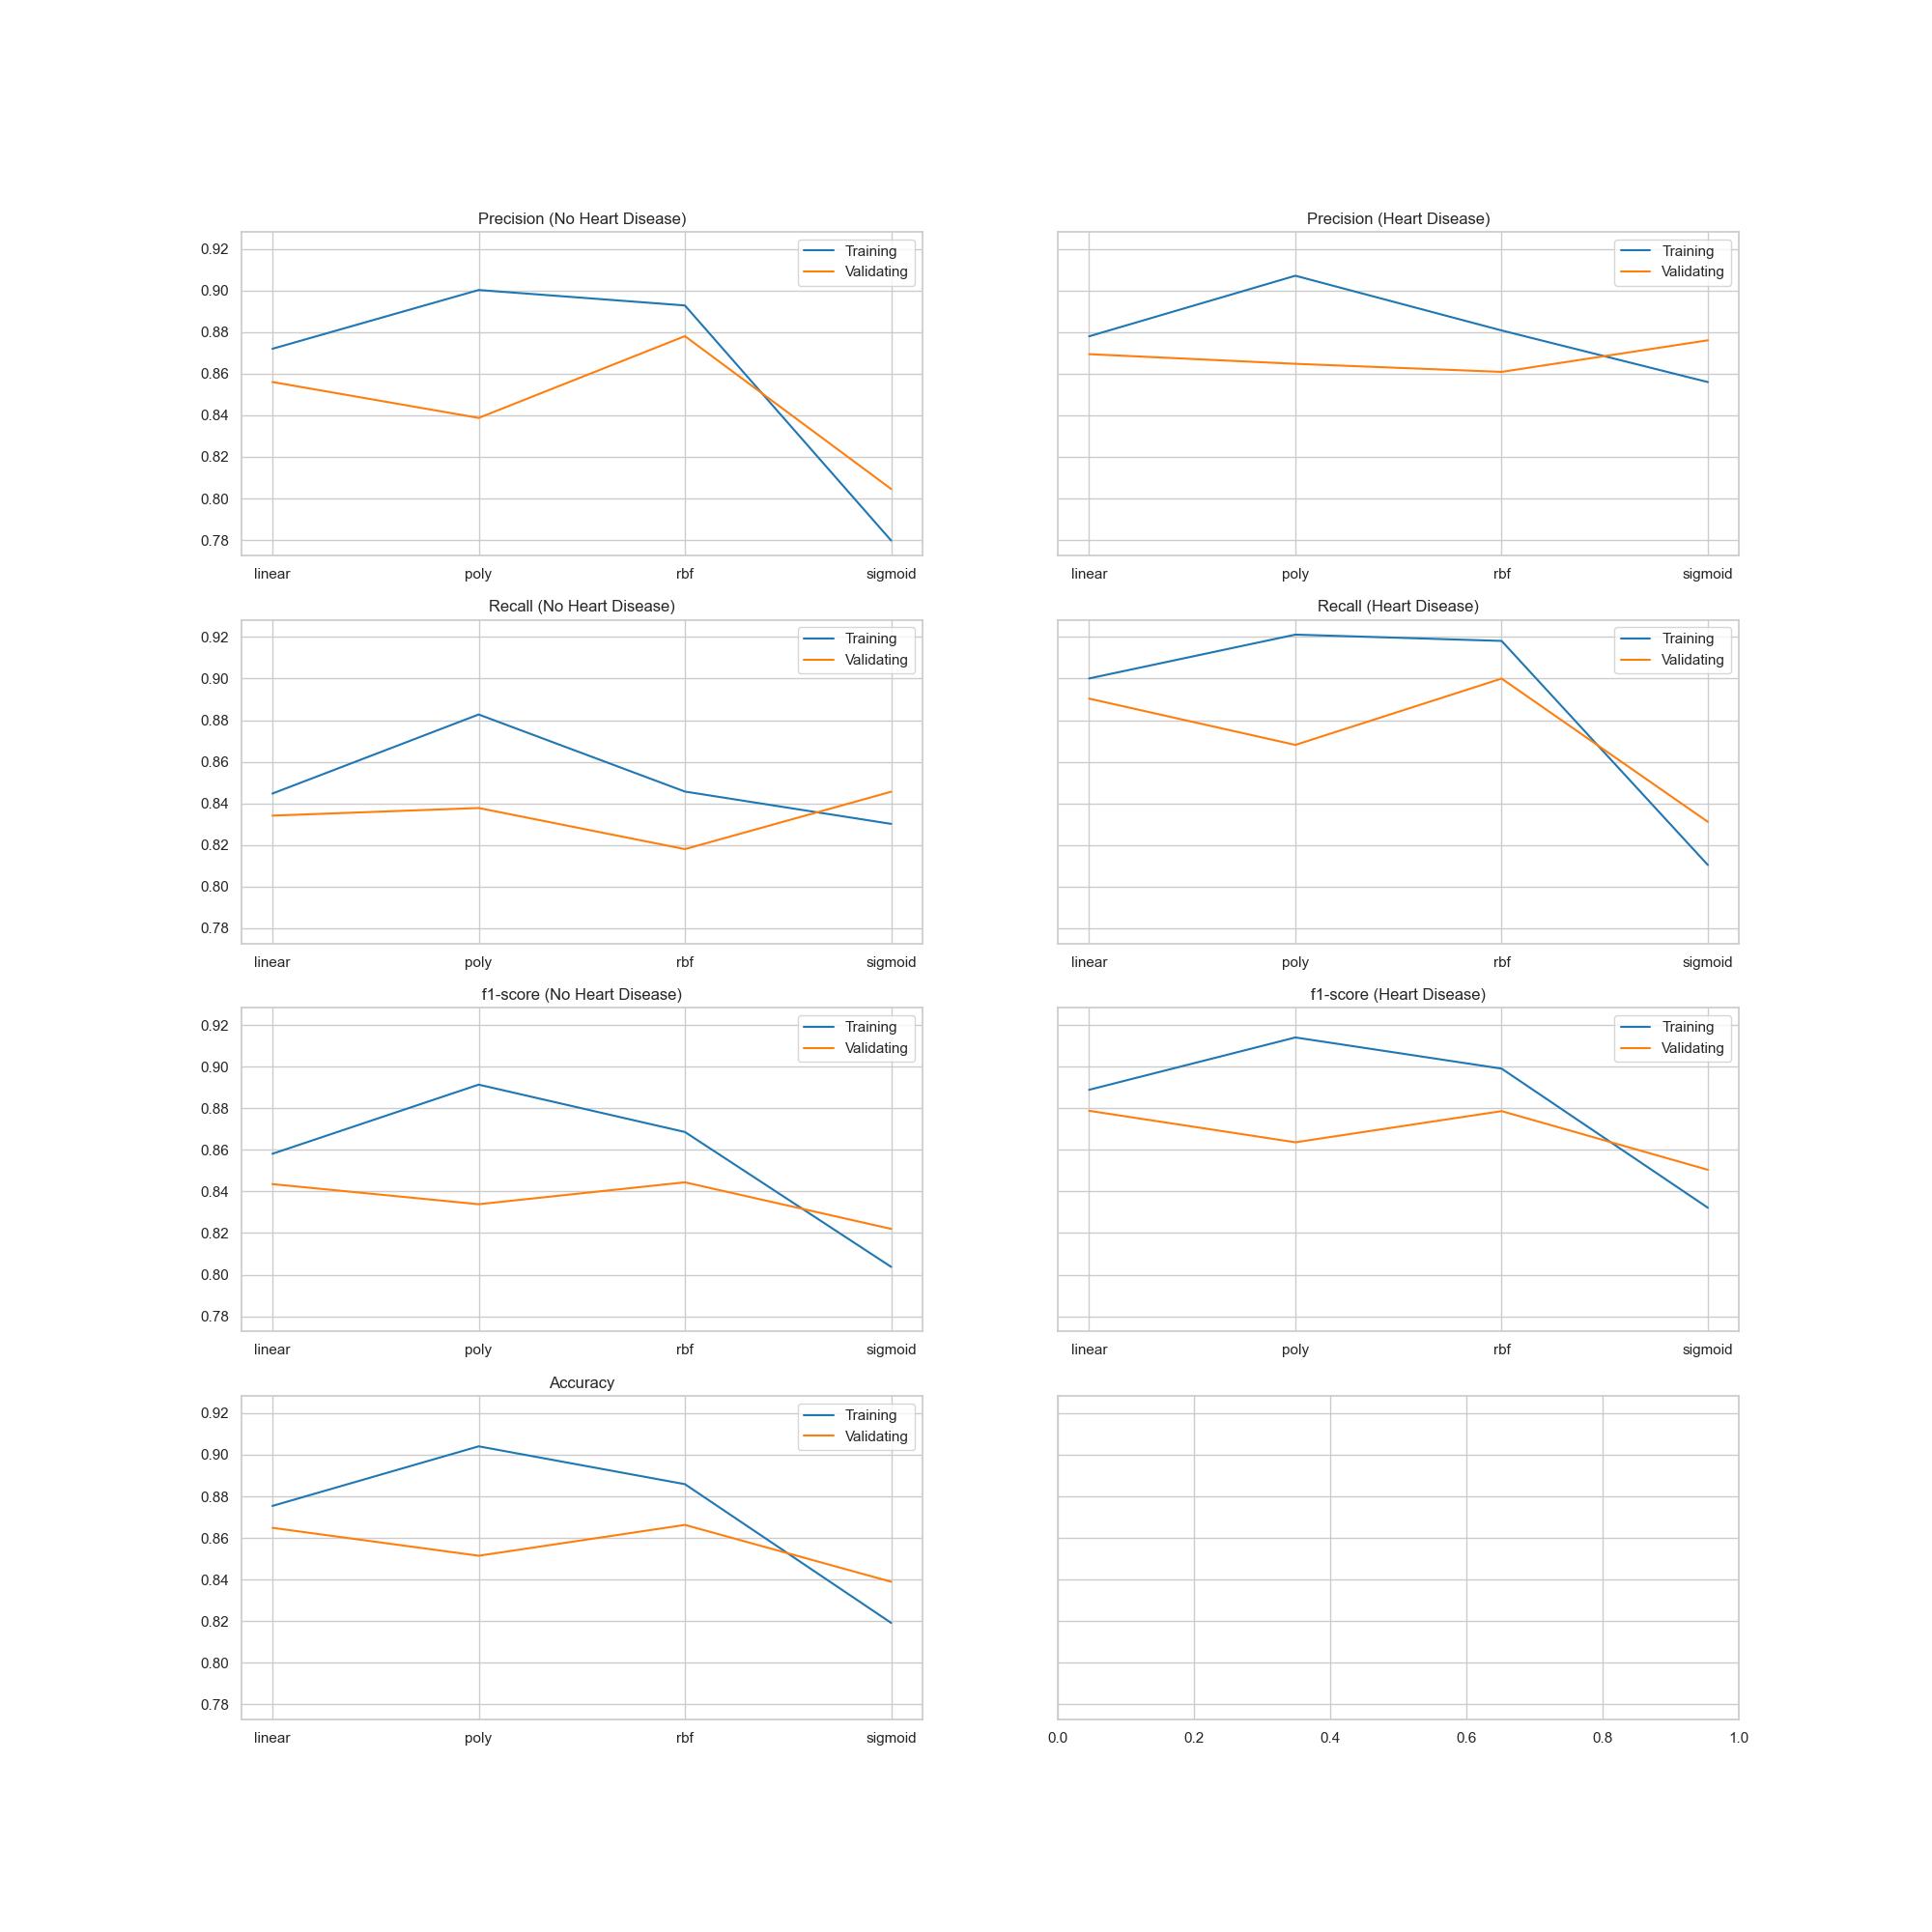 Precision (No Heart Disease)
0.92
0.90
0.88
0.86
0.84
0.82
0.80
0.78
Training
Validating
linear poly rbf sigmoid
Precision (Heart Disease)
Training
Validating
linear poly rbf sigmoid
Recall (No Heart Disease)
0.92
0.90
0.88
0.86
0.84
0.82
0.80
0.78
Training
Validating
linear poly rbf sigmoid
Recall (Heart Disease)
Training
Validating
linear poly rbf sigmoid
f1-score (No Heart Disease)
0.92
0.90
0.88
0.86
0.84
0.82
0.80
0.78
Training
Validating
linear poly rbf sigmoid
f1-score (Heart Disease)
Training
Validating
linear poly rbf sigmoid
Accuracy
0.92
0.90
0.88
0.86
0.84
0.82
0.80
0.78
Training
Validating
linear poly rbf sigmoid
0.0 0.2 0.4 0.6 0.8 1.0